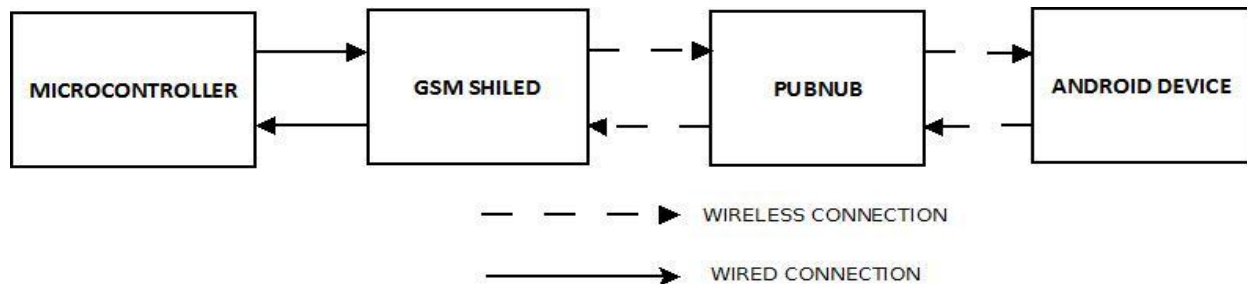 MICROCONTROLLER
GSM SHILED
PUBNUB
ANDROID DEVICE
WIRELESS CONNECTION
WIRED CONNECTION